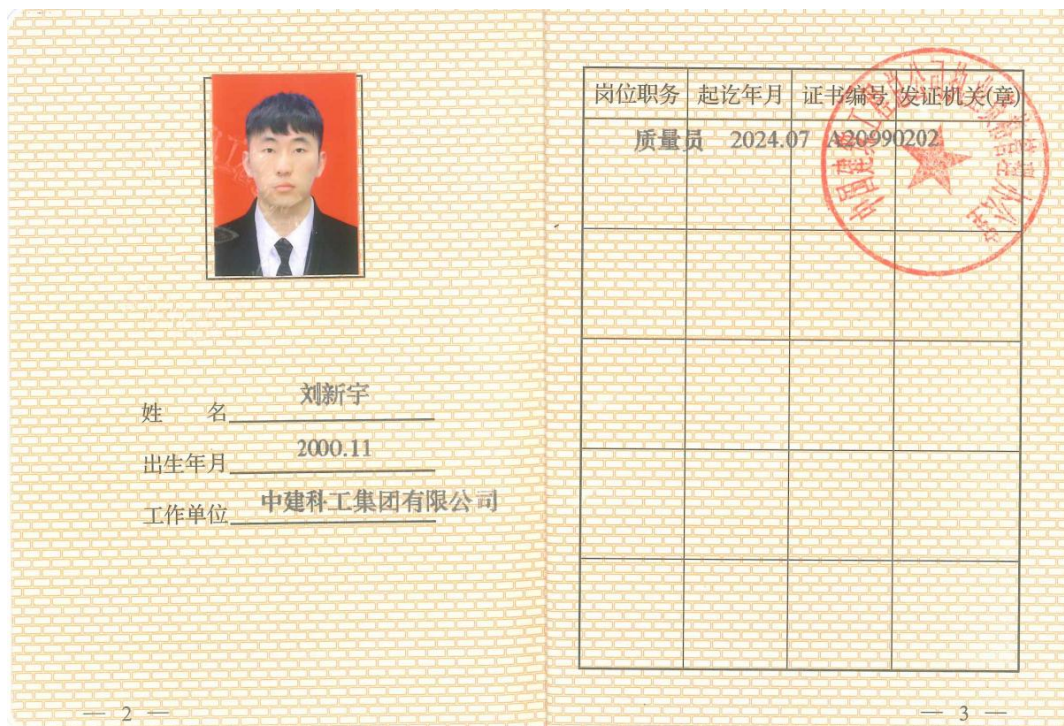 姓 名 刘新宇
出生年月 2000.11
工作单位 中建科工集团有限公司
— 2 —
岗位职务 起讫年月 证书编号 发证机关(章)
质量员 2024.07 A20990202
— 3 —